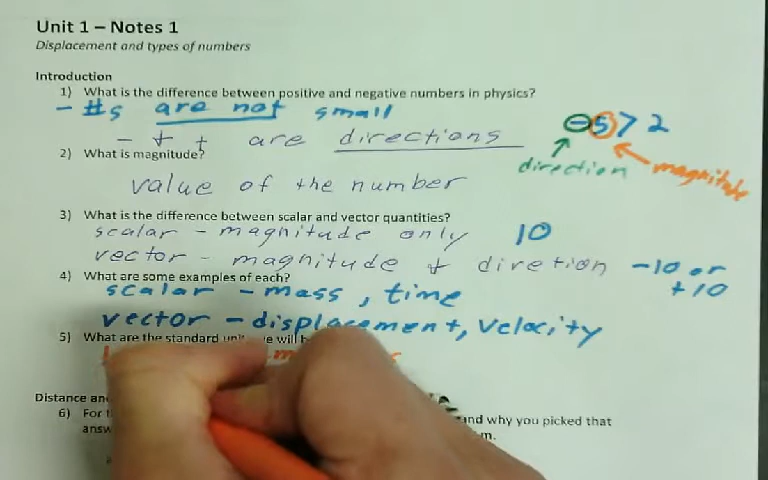 Unit 1 – Notes 1
Displacement and types of numbers
Introduction
1) What is the difference between positive and negative numbers in physics?
- #s are not small
- + + are directions
-5 > 2
direction
magnitude
2) What is magnitude?
value of the number
3) What is the difference between scalar and vector quantities?
scalar - magnitude only 10
vector - magnitude + diretion -10 or
+10
4) What are some examples of each?
scalar - mass, time
vector - displacement, velocity
5) What are the standard
Distance
6) For
and why you picked that
m.